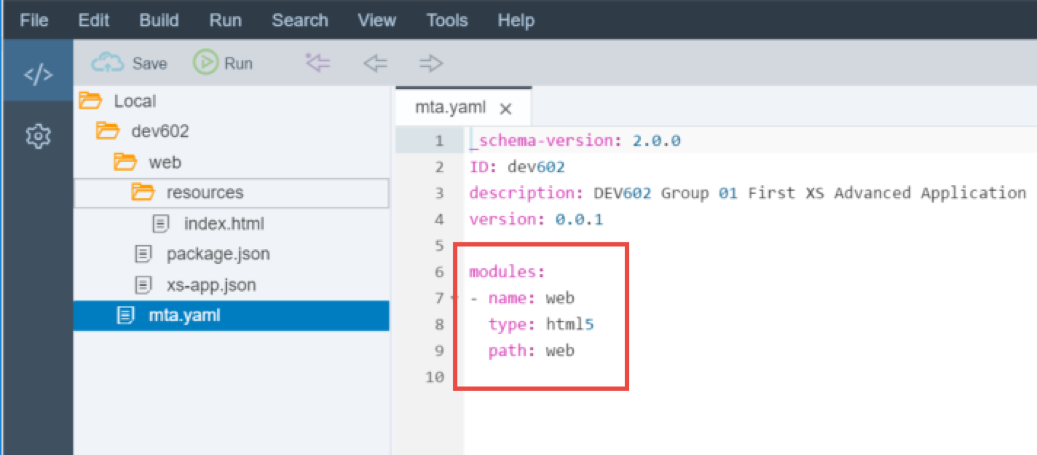 File Edit Build Run Search View Tools Help
</> Save Run
Local
dev602
web
resources
index.html
package.json
xs-app.json
mta.yaml
mta.yaml ×
1 _schema-version: 2.0.0
2 ID: dev602
3 description: DEV602 Group 01 First XS Advanced Application
4 version: 0.0.1
5
6 modules:
7 - name: web
8 type: html5
9 path: web
10